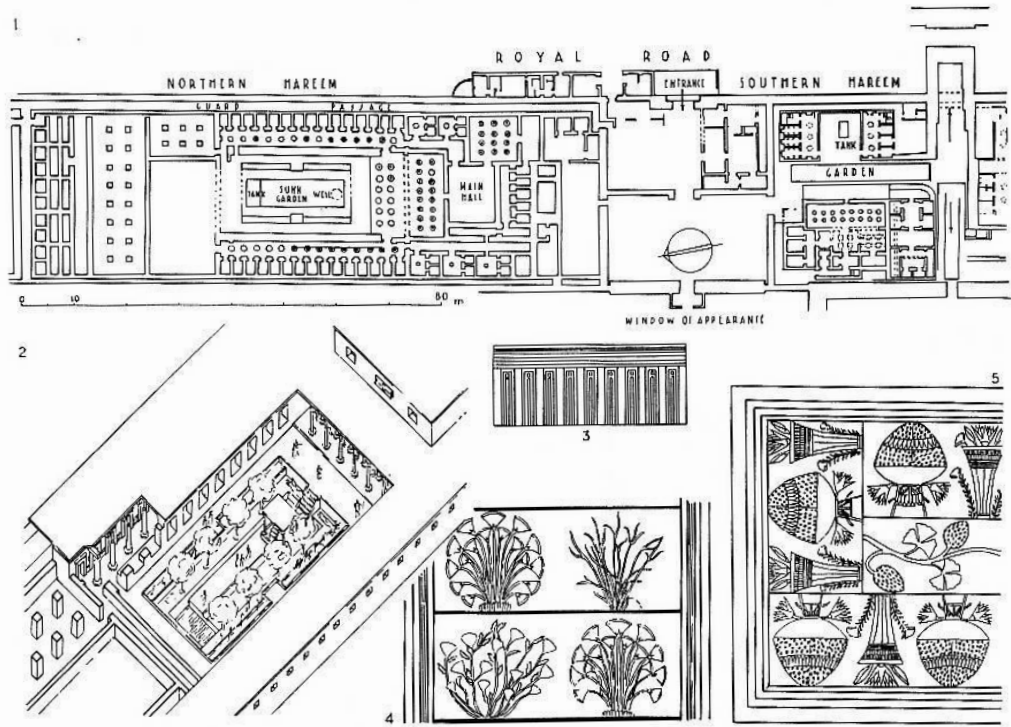 1
ROYAL ROAD
NORTHERN HAREEM
ENTRANCE
SOUTHERN HAREEM
GUARD PASSAGE
TANK
SUNK GARDEN
WELL
MAIN HALL
TANK
GARDEN
0 10 60 m
WINDOW OF APPEARANCE
2
3
4
5